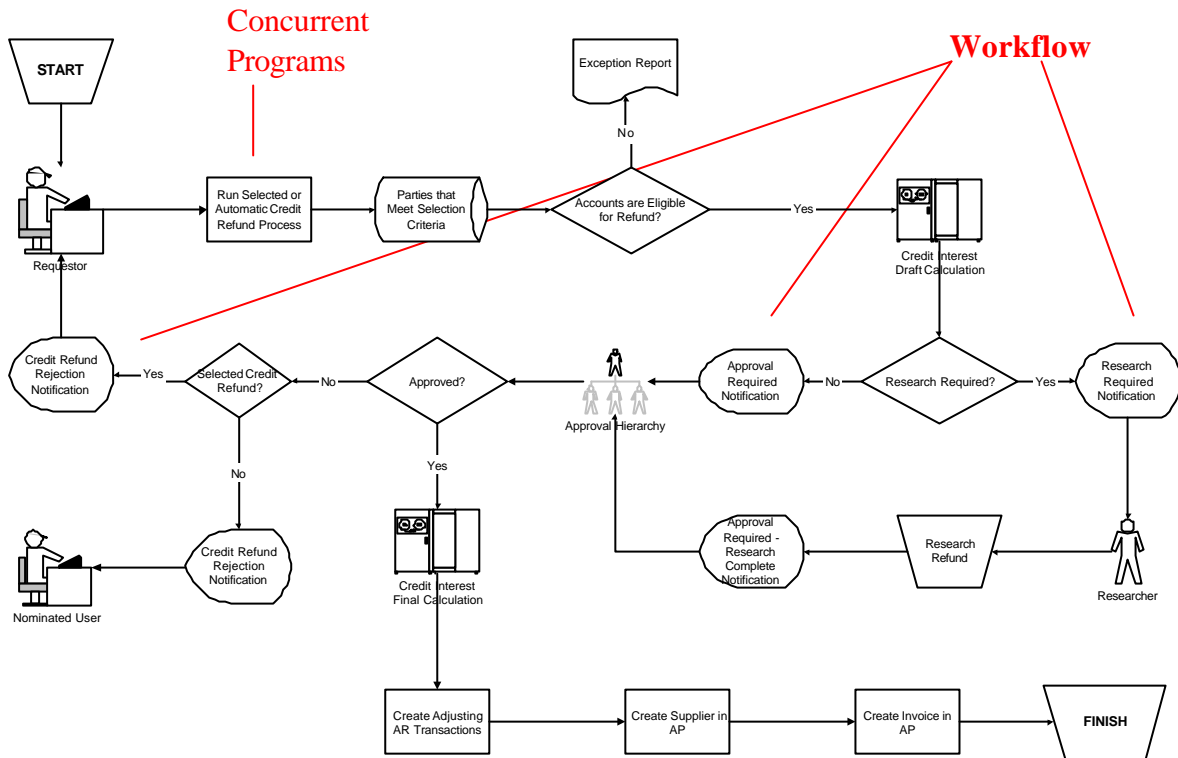 Concurrent
Programs
Workflow
START
Exception Report
No
Requestor
Run Selected or
Automatic Credit
Refund Process
Parties that
Meet Selection
Criteria
Accounts are Eligible
for Refund?
Yes
Credit Interest
Draft Calculation
Credit Refund
Rejection
Notification
Yes
Selected Credit
Refund?
No
Approved?
Approval Hierarchy
Approval
Required
Notification
No
Research Required?
Yes
Research
Required
Notification
No
Yes
Nominated User
Credit Refund
Rejection
Notification
Credit Interest
Final Calculation
Approval
Required -
Research
Complete
Notification
Research
Refund
Researcher
Create Adjusting
AR Transactions
Create Supplier in
AP
Create Invoice in
AP
FINISH